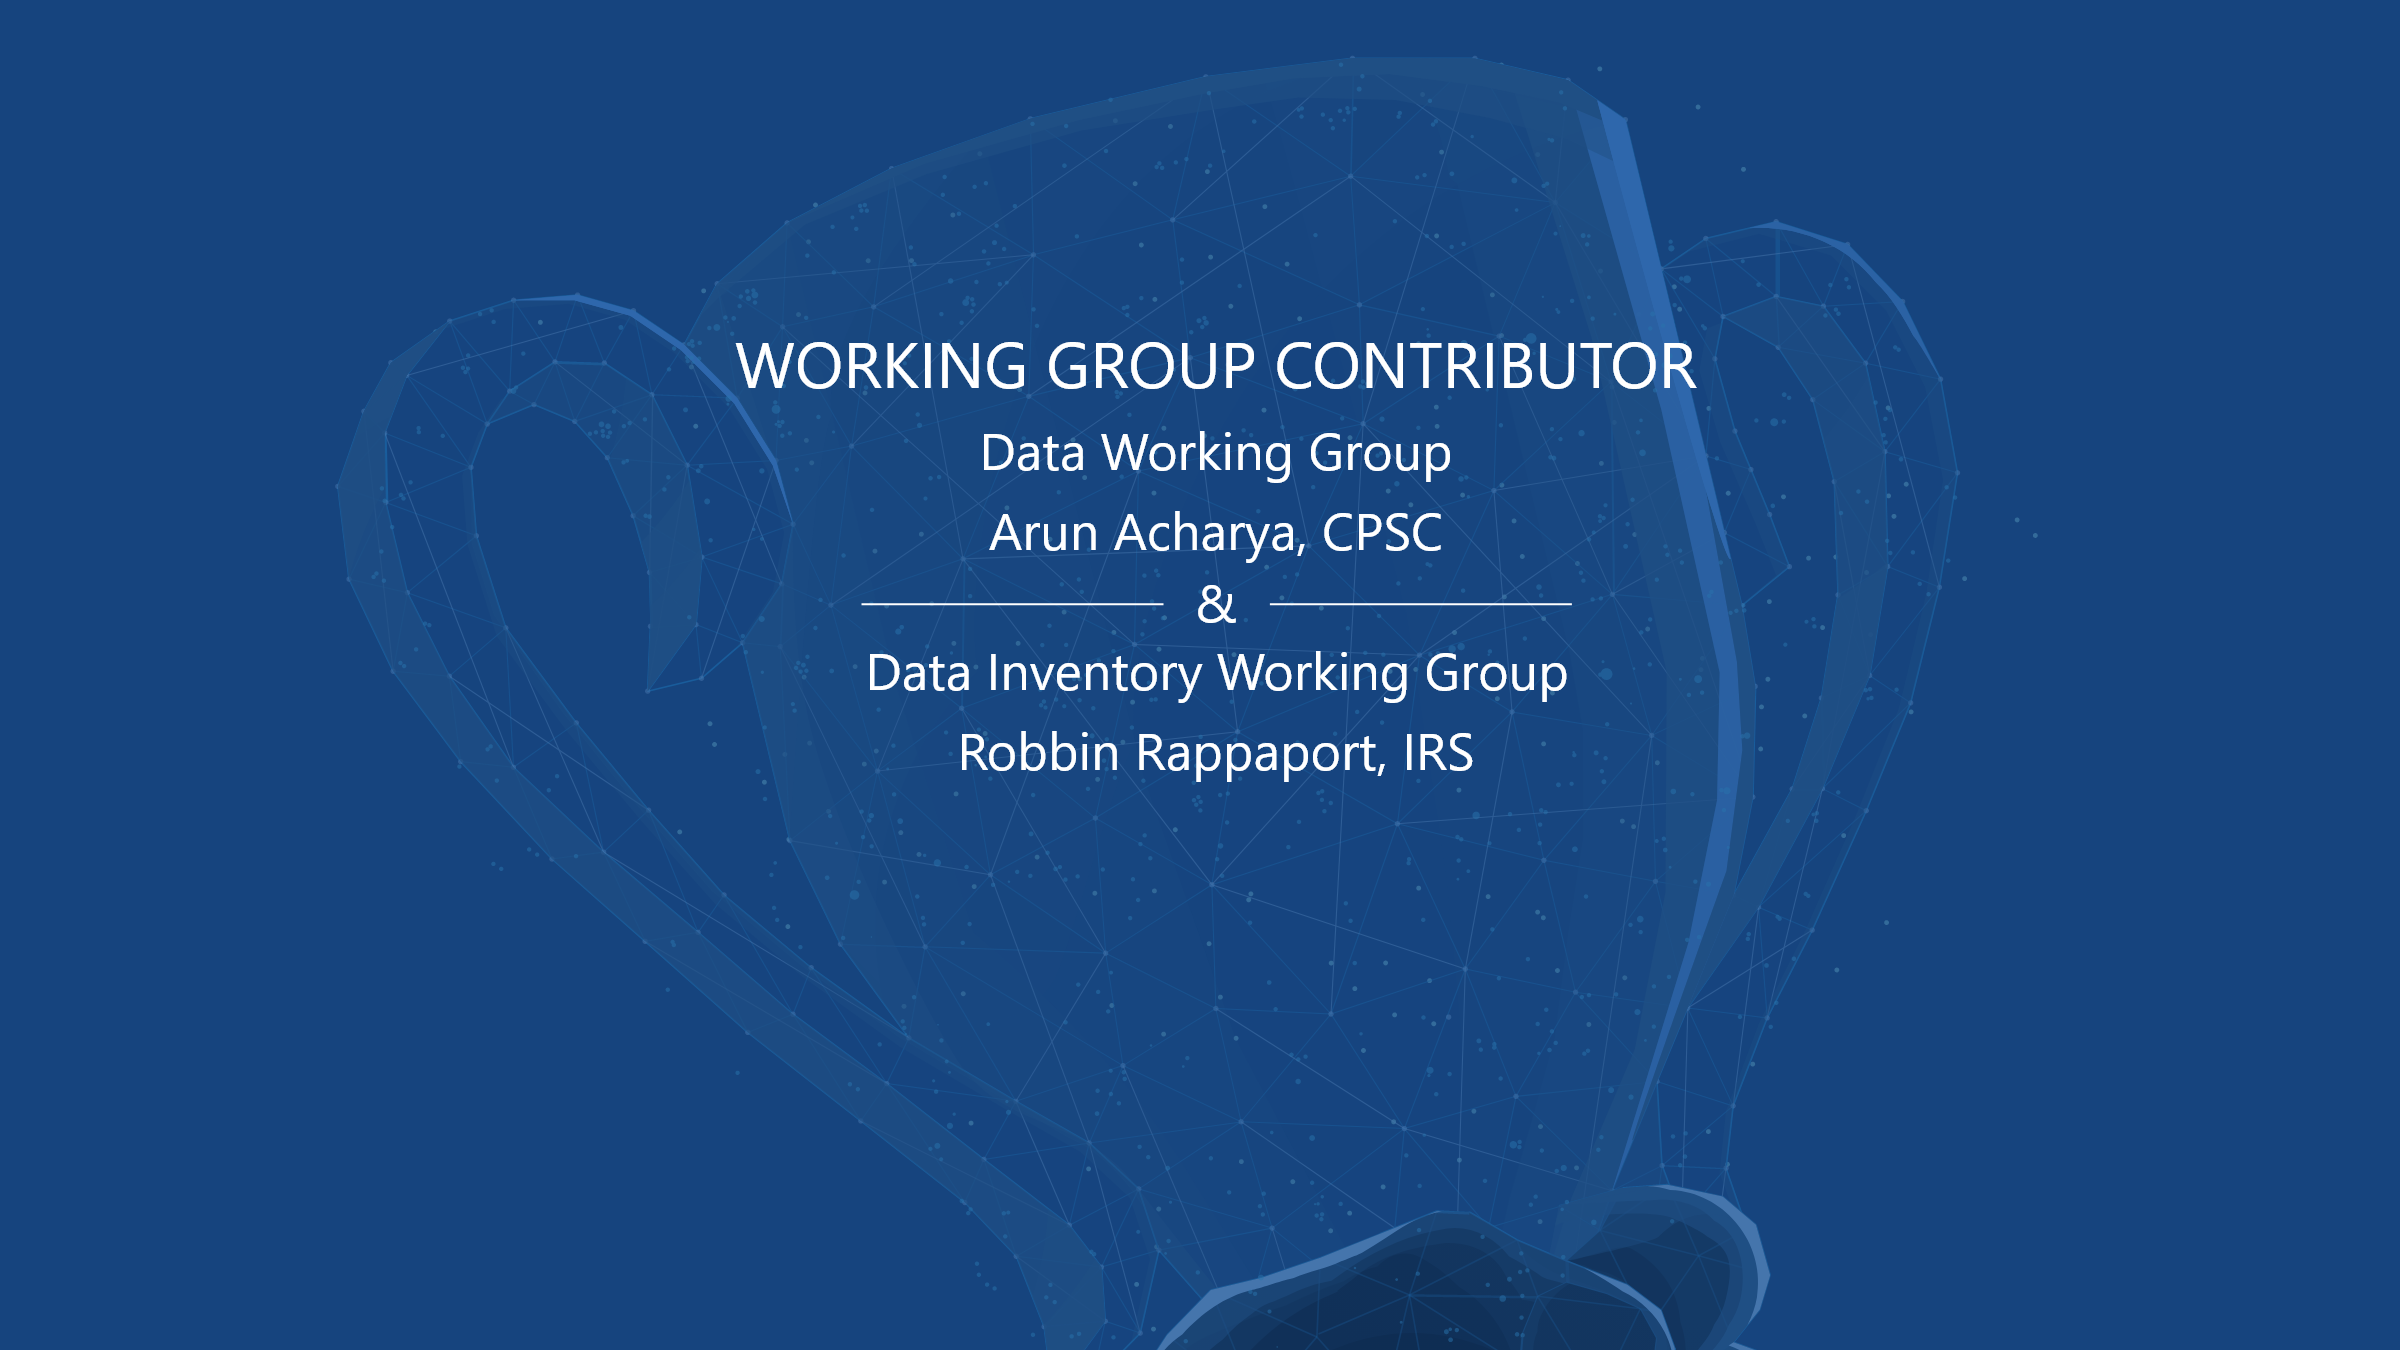 WORKING GROUP CONTRIBUTOR
Data Working Group
Arun Acharya, CPSC
&
Data Inventory Working Group
Robbin Rappaport, IRS